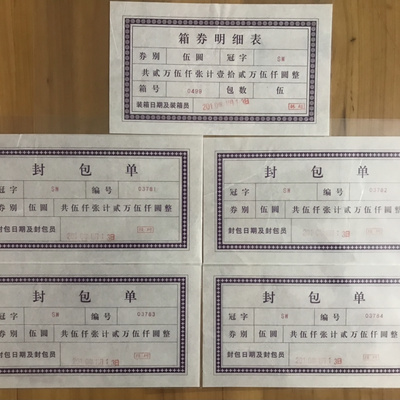 箱券明细表
券别 伍圆 冠字 SW
共贰万伍仟张计壹拾贰万伍仟圆整
箱号 0499 包数 伍
装箱日期及装箱员
封包单
冠字 SW 编号 03781
券别 伍圆 共伍仟张计贰万伍仟圆整
封包日期及封包员
封包单
冠字 SW 编号 03782
券别 伍圆 共伍仟张计贰万伍仟圆整
封包日期及封包员
封包单
冠字 SW 编号 03783
券别 伍圆 共伍仟张计贰万伍仟圆整
封包日期及封包员
封包单
冠字 SW 编号 03784
券别 伍圆 共伍仟张计贰万伍仟圆整
封包日期及封包员